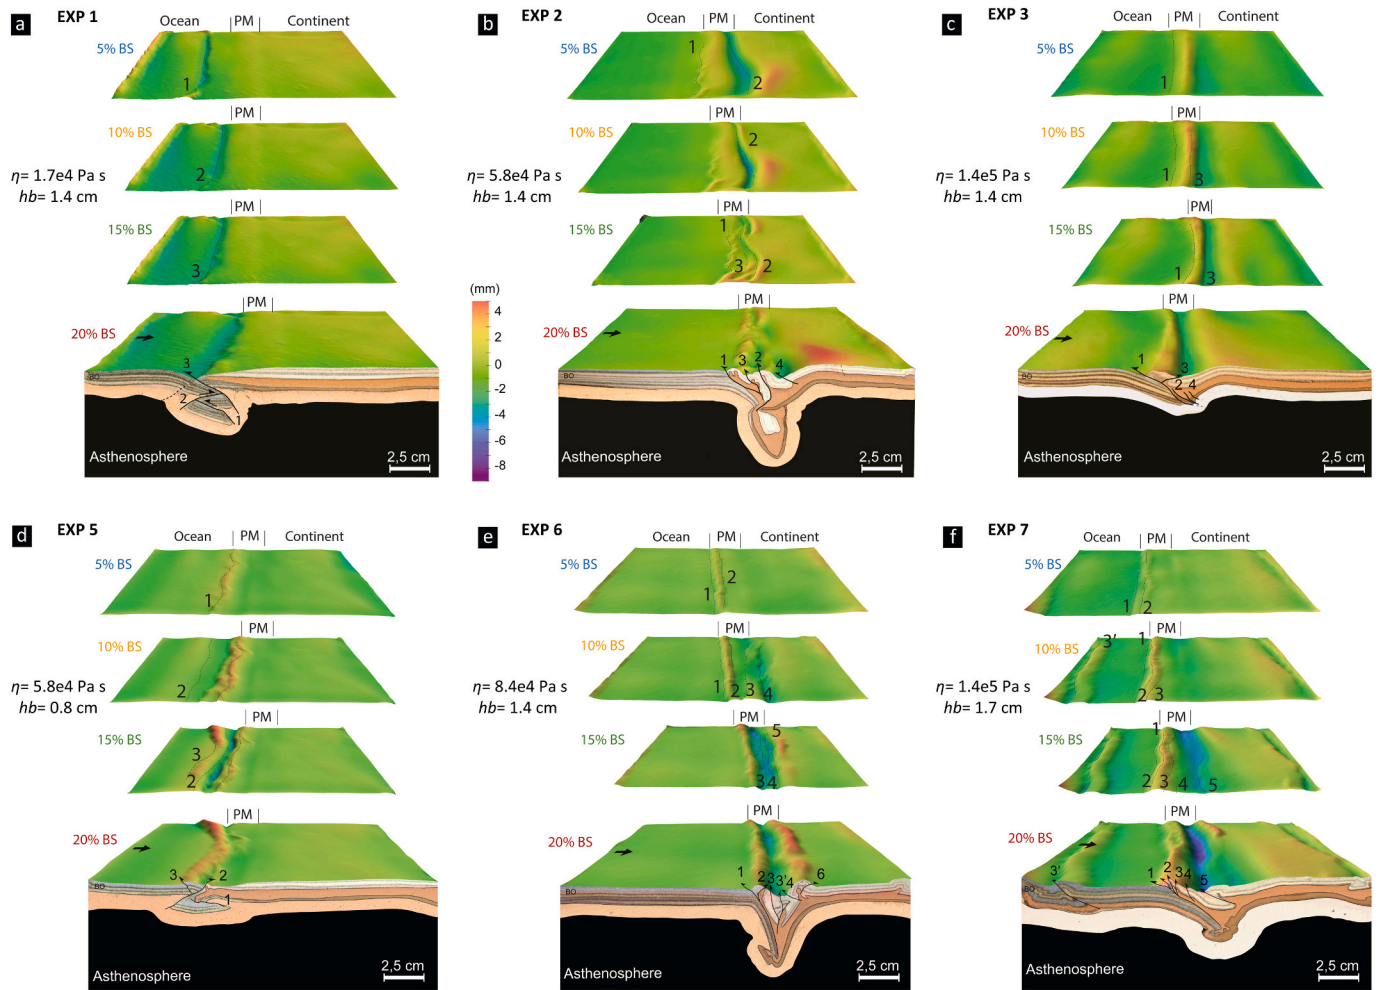 a EXP 1
Ocean PM Continent
5% BS
1
PM
10% BS
2
η= 1.7e4 Pa s
hb= 1.4 cm
PM
15% BS
3
PM
20% BS
3
BO
2
1
Asthenosphere
2,5 cm
(mm)
4
2
0
-2
-4
-6
-8
b EXP 2
Ocean PM Continent
5% BS
1
2
PM
10% BS
2
η= 5.8e4 Pa s
hb= 1.4 cm
PM
15% BS
1
3 2
PM
20% BS
1 3 2 4
BO
Asthenosphere
2,5 cm
c EXP 3
Ocean PM Continent
5% BS
1
PM
10% BS
1 3
η= 1.4e5 Pa s
hb= 1.4 cm
PM
15% BS
1 3
PM
20% BS
1 3
BO
2 4
Asthenosphere
2,5 cm
d EXP 5
Ocean PM Continent
5% BS
1
PM
10% BS
2
η= 5.8e4 Pa s
hb= 0.8 cm
PM
15% BS
3
2
PM
20% BS
3 2
BO
1
Asthenosphere
2,5 cm
e EXP 6
Ocean PM Continent
5% BS
2
1
PM
10% BS
1 2 3 4
η= 8.4e4 Pa s
hb= 1.4 cm
PM
15% BS
5
3 4
PM
20% BS
1 2 3 3' 4 6
BO
Asthenosphere
2,5 cm
f EXP 7
Ocean PM Continent
5% BS
1 2
PM
10% BS
3' 1
2 3
η= 1.4e5 Pa s
hb= 1.7 cm
PM
15% BS
1
2 3 4 5
PM
20% BS
3' 1 2 3 4 5
BO
Asthenosphere
2,5 cm